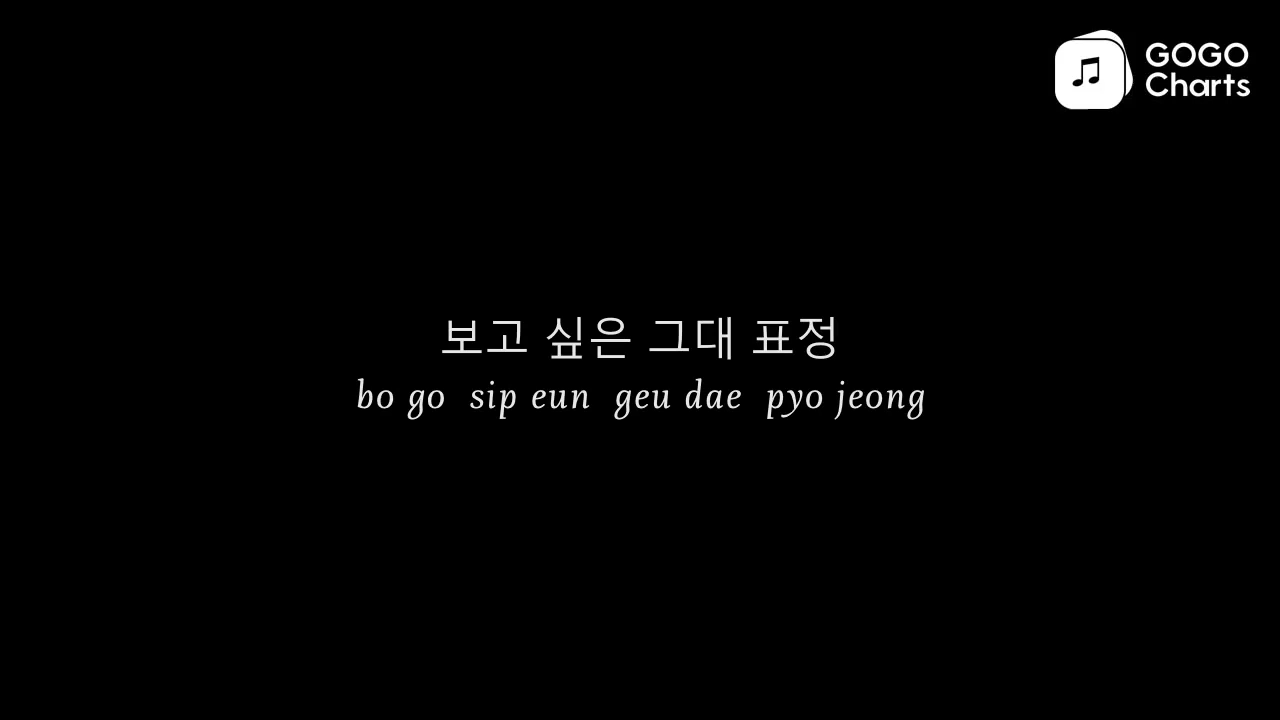 GOGO
Charts
보고 싶은 그대 표정
bo go sip eun geu dae pyo jeong